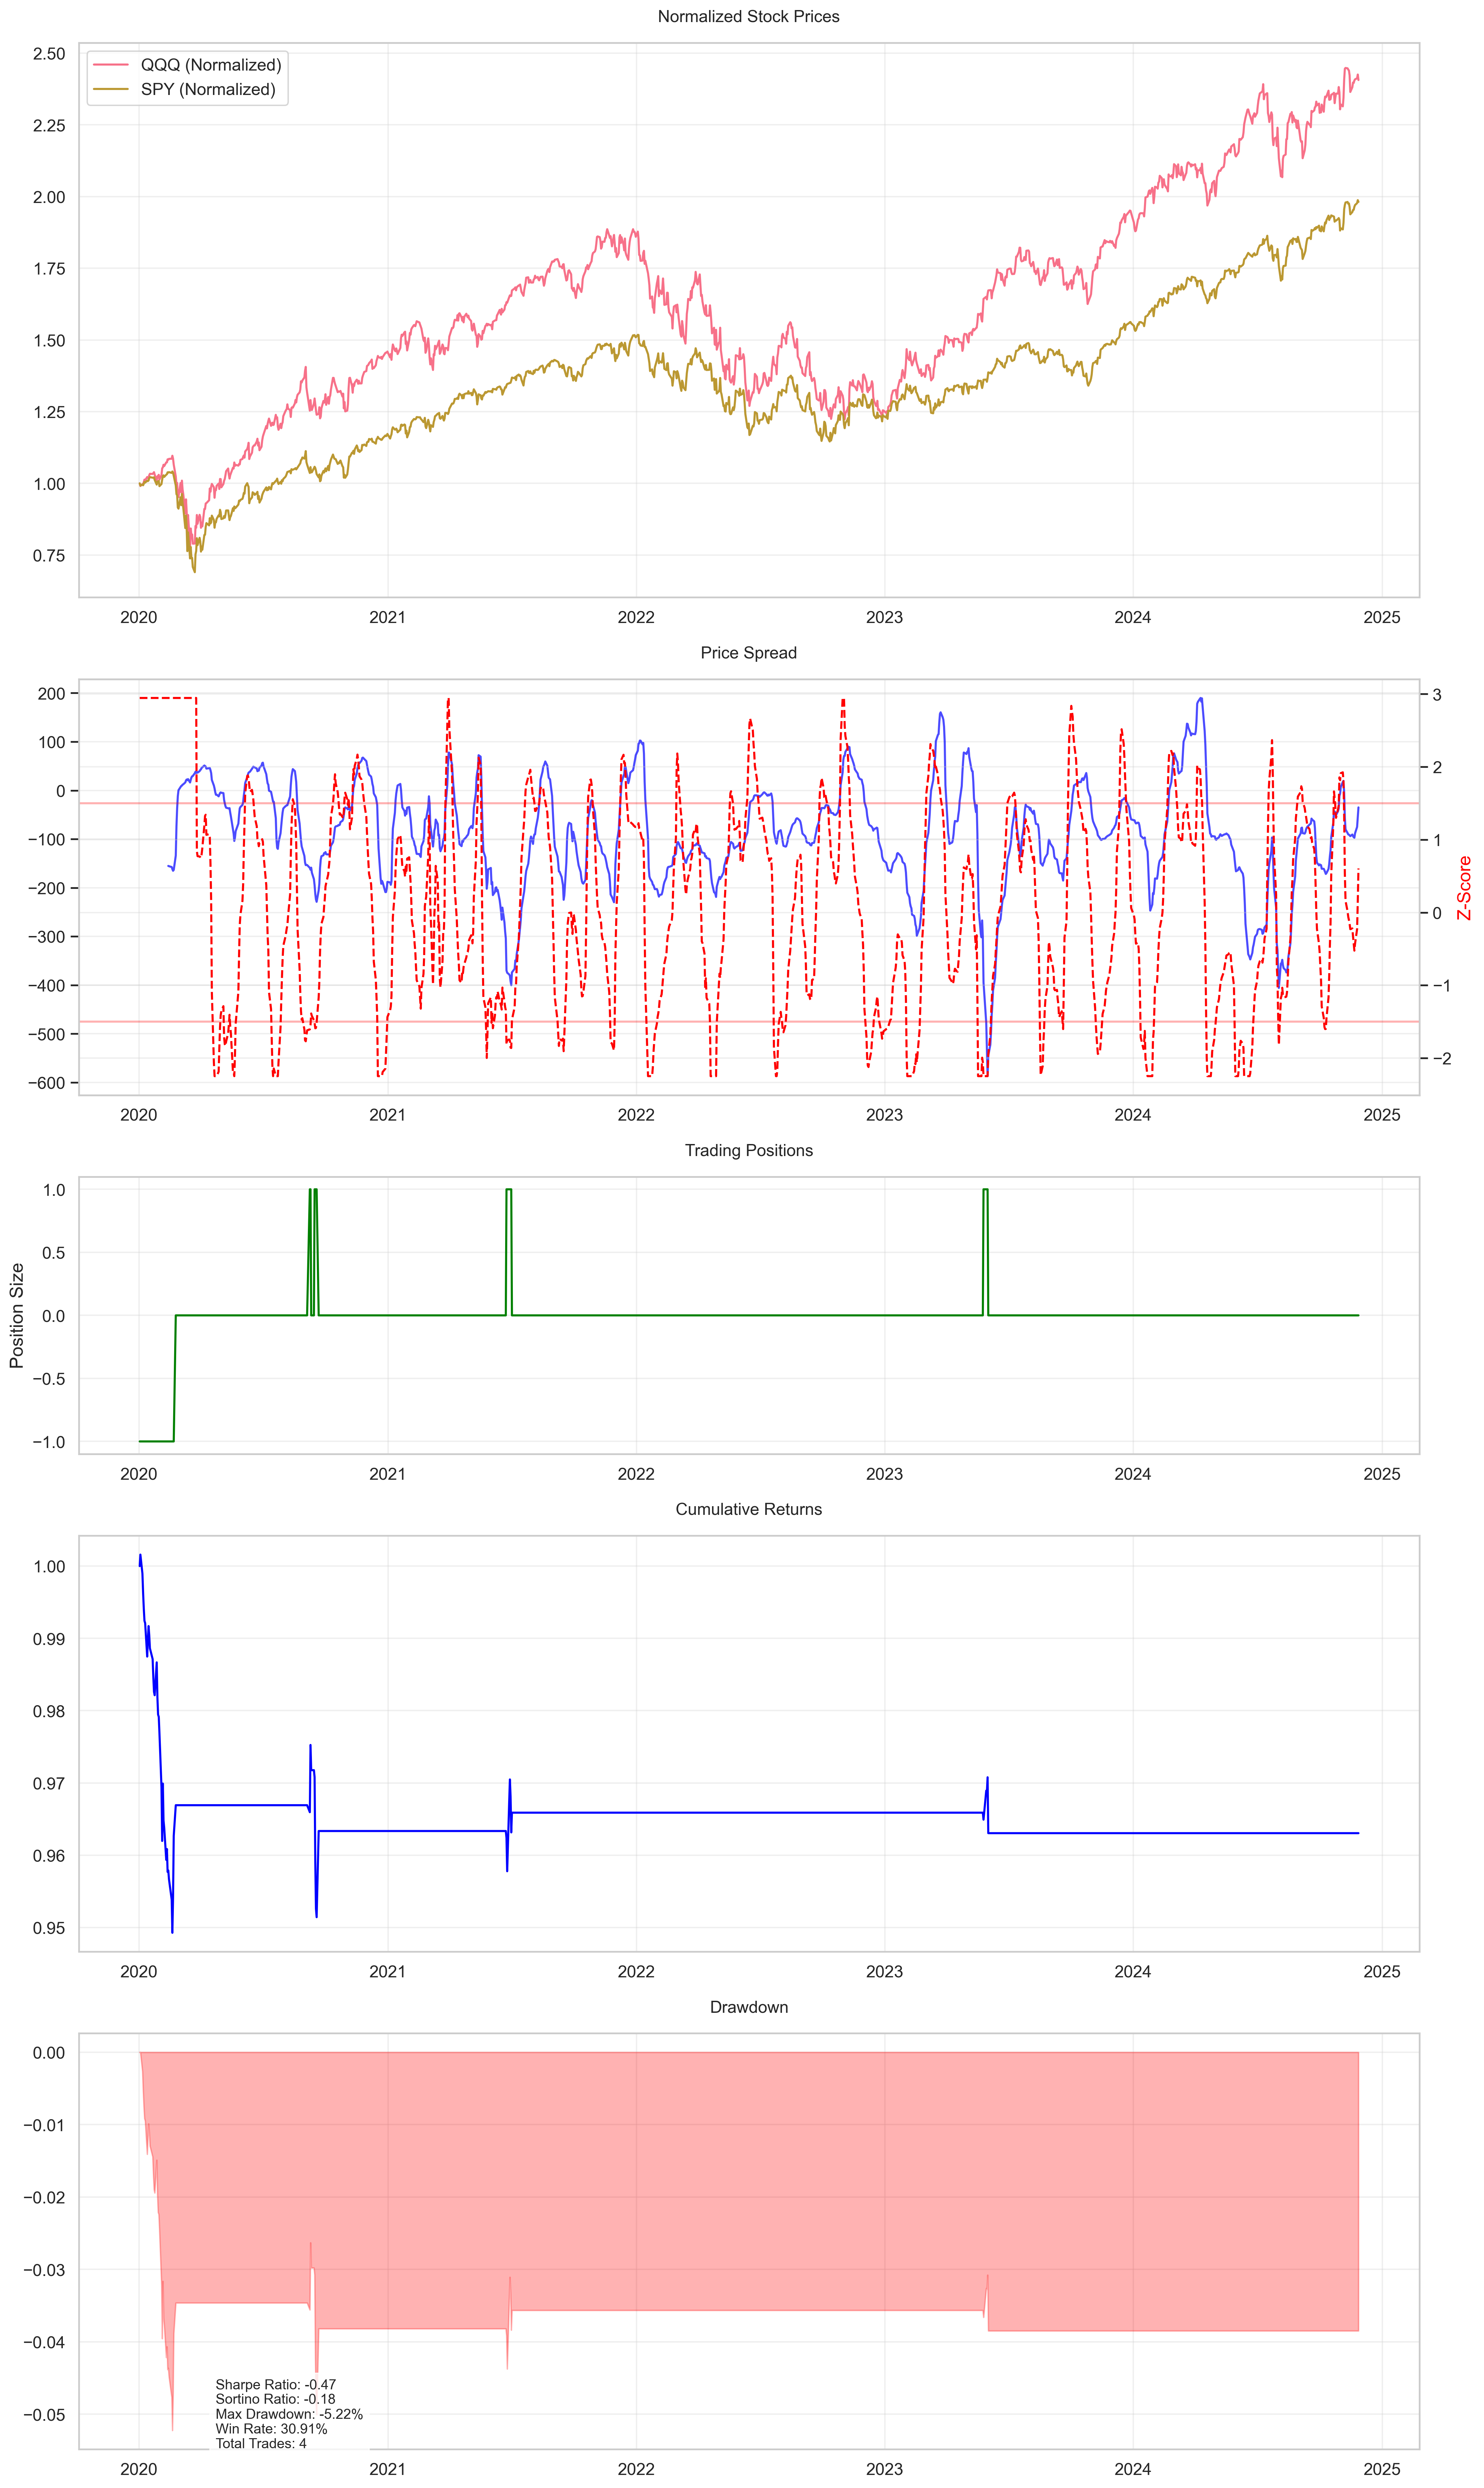 Normalized Stock Prices
QQQ (Normalized)
SPY (Normalized)
2.50
2.25
2.00
1.75
1.50
1.25
1.00
0.75
2020 2021 2022 2023 2024 2025
Price Spread
200
100
0
−100
−200
−300
−400
−500
−600
3
2
1
0
−1
−2
Z-Score
2020 2021 2022 2023 2024 2025
Trading Positions
Position Size
1.0
0.5
0.0
−0.5
−1.0
2020 2021 2022 2023 2024 2025
Cumulative Returns
1.00
0.99
0.98
0.97
0.96
0.95
2020 2021 2022 2023 2024 2025
Drawdown
0.00
−0.01
−0.02
−0.03
−0.04
−0.05
Sharpe Ratio: -0.47
Sortino Ratio: -0.18
Max Drawdown: -5.22%
Win Rate: 30.91%
Total Trades: 4
2020 2021 2022 2023 2024 2025